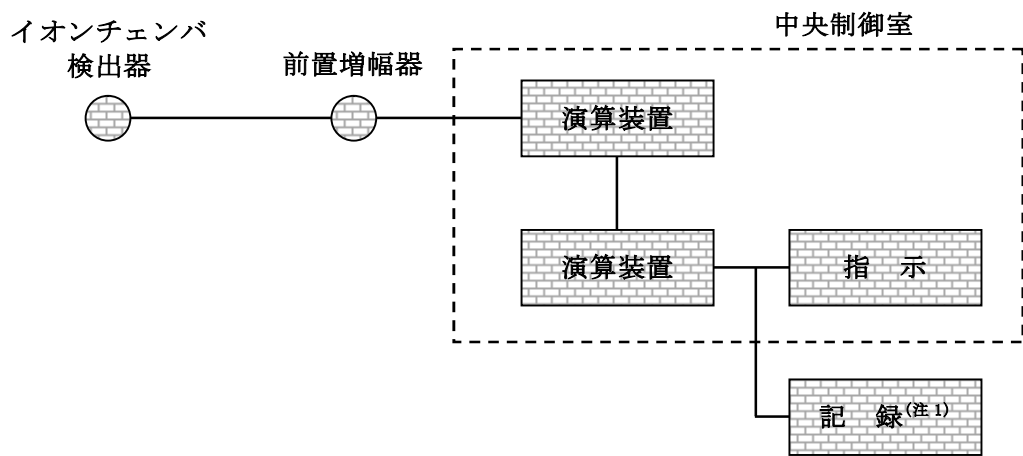 中央制御室
イオンチェンバ
検出器
前置増幅器
演算装置
演算装置
指 示
記 録(注1)